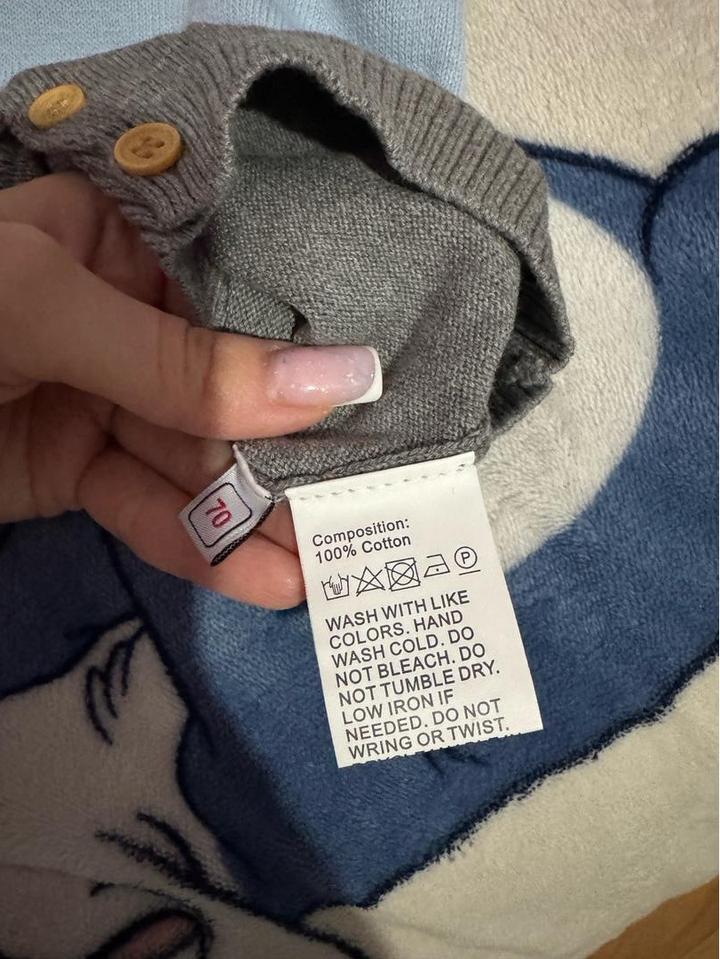 70
Composition:
100% Cotton
P
WASH WITH LIKE
COLORS. HAND
WASH COLD. DO
NOT BLEACH. DO
NOT TUMBLE DRY.
LOW IRON IF
NEEDED. DO NOT
WRING OR TWIST.